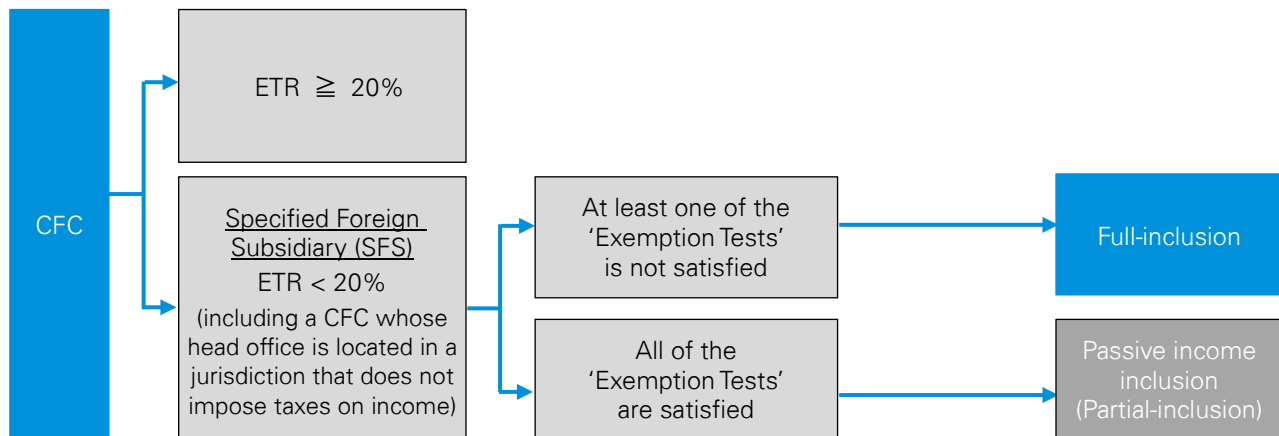 CFC
ETR ≧ 20%
Specified Foreign
Subsidiary (SFS)
ETR < 20%
(including a CFC whose
head office is located in a
jurisdiction that does not
impose taxes on income)
At least one of the
‘Exemption Tests’
is not satisfied
Full-inclusion
All of the
‘Exemption Tests’
are satisfied
Passive income
inclusion
(Partial-inclusion)